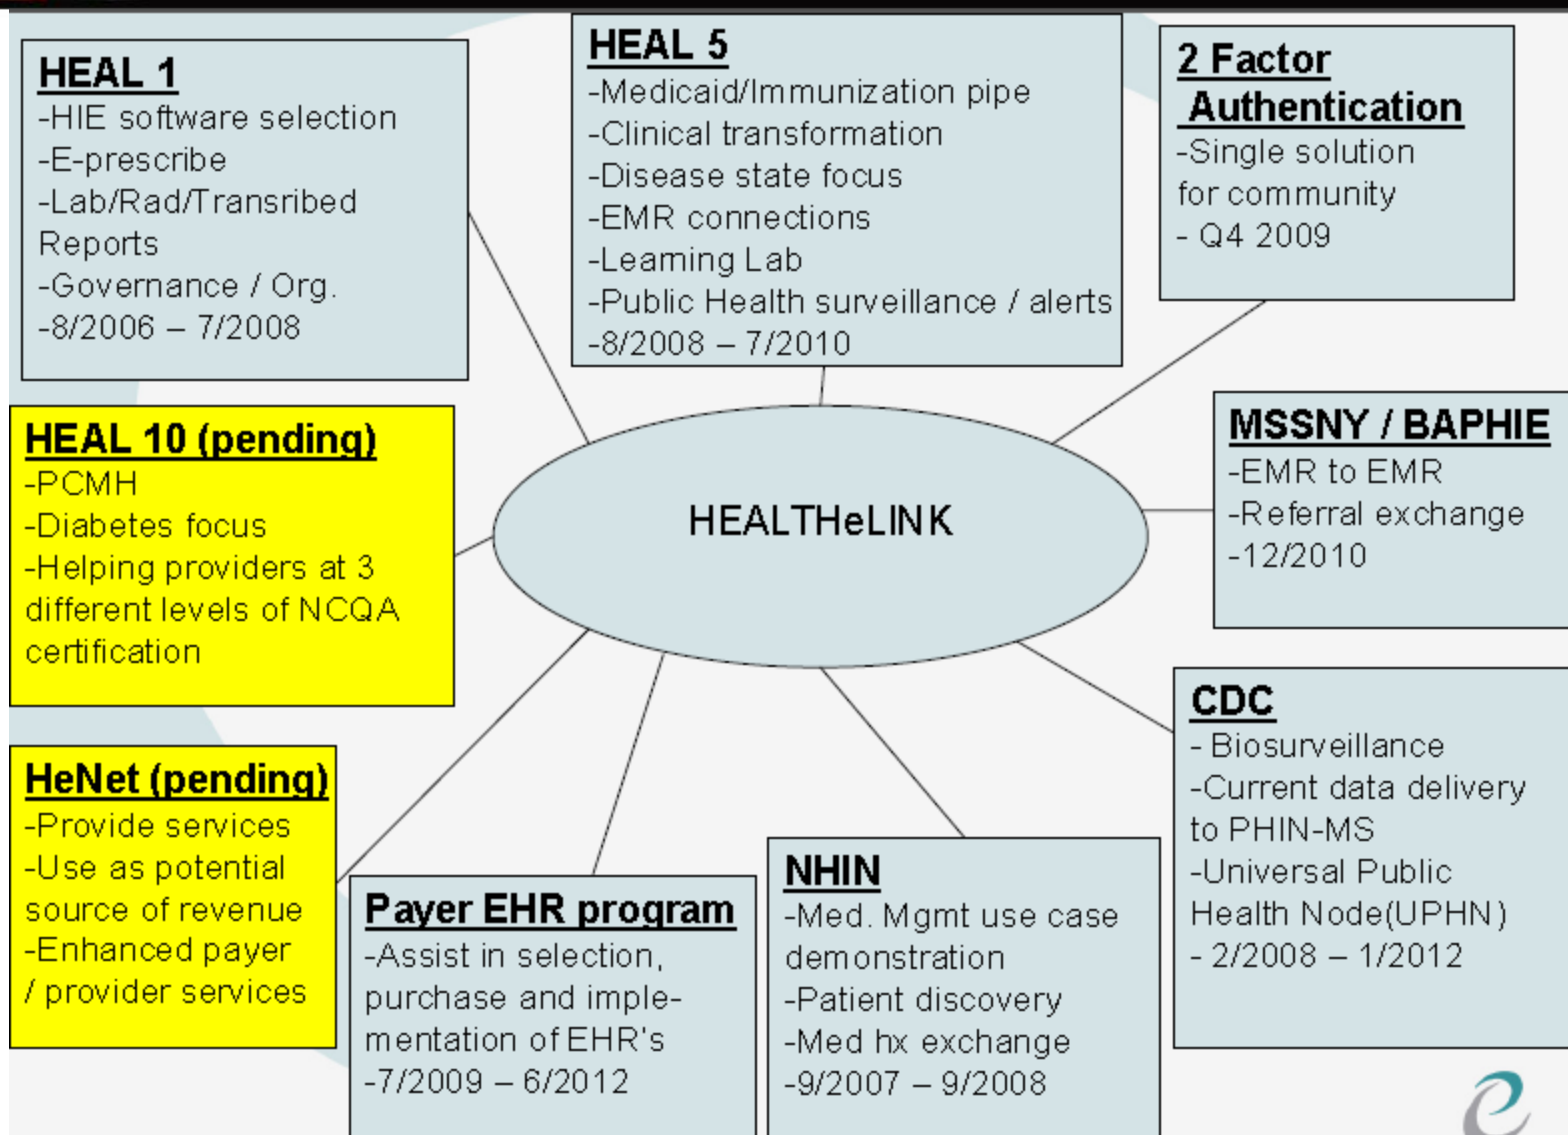 HEAL 1
-HIE software selection
-E-prescribe
-Lab/Rad/Transribed
Reports
-Governance / Org.
-8/2006 – 7/2008
HEAL 5
-Medicaid/Immunization pipe
-Clinical transformation
-Disease state focus
-EMR connections
-Learning Lab
-Public Health surveillance / alerts
-8/2008 – 7/2010
2 Factor
Authentication
-Single solution
for community
- Q4 2009
HEAL 10 (pending)
-PCMH
-Diabetes focus
-Helping providers at 3
different levels of NCQA
certification
HEALTHeLINK
MSSNY / BAPHIE
-EMR to EMR
-Referral exchange
-12/2010
HeNet (pending)
-Provide services
-Use as potential
source of revenue
-Enhanced payer
/ provider services
Payer EHR program
-Assist in selection,
purchase and imple-
mentation of EHR's
-7/2009 – 6/2012
NHIN
-Med. Mgmt use case
demonstration
-Patient discovery
-Med hx exchange
-9/2007 – 9/2008
CDC
- Biosurveillance
-Current data delivery
to PHIN-MS
-Universal Public
Health Node(UPHN)
- 2/2008 – 1/2012